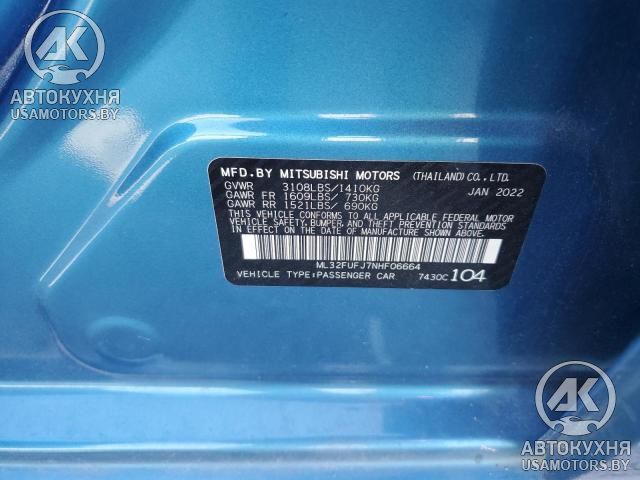 AK
АВТОКУХНЯ
USAMOTORS.BY
MFD.BY MITSUBISHI MOTORS (THAILAND) CO.,LTD.
GVWR 3108LBS/1410KG JAN 2022
GAWR FR 1609LBS/ 730KG
GAWR RR 1521LBS/ 690KG
THIS VEHICLE CONFORMS TO ALL APPLICABLE FEDERAL MOTOR
VEHICLE SAFETY,BUMPER AND THEFT PREVENTION STANDARDS
IN EFFECT ON THE DATE OF MANUFACTURE SHOWN ABOVE.
ML32FUFJ7NHF06664
VEHICLE TYPE:PASSENGER CAR 7430C 104
AK
АВТОКУХНЯ
USAMOTORS.BY